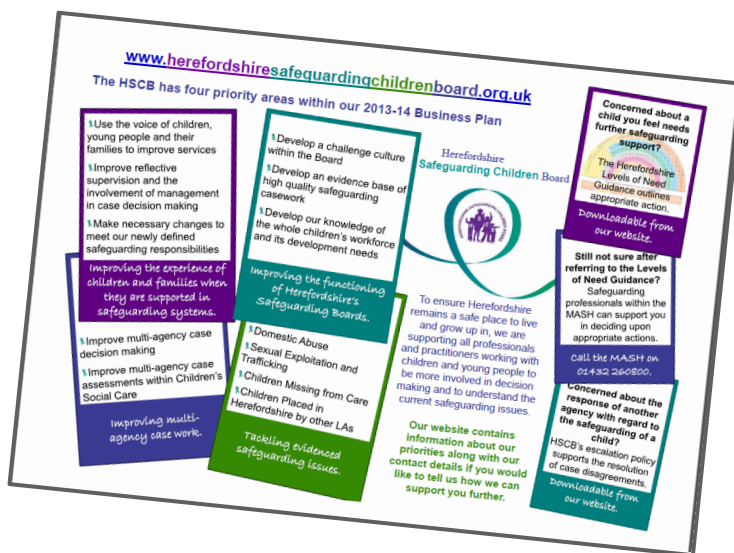 www.herefordshiresafeguardingchildrenboard.org.uk
The HSCB has four priority areas within our 2013-14 Business Plan
Use the voice of children,
young people and their
families to improve services
Improve reflective
supervision and the
involvement of management
in case decision making
Make necessary changes to
meet our newly defined
safeguarding responsibilities
Improving the experience of
children and families when
they are supported in
safeguarding systems.
Develop a challenge culture
within the Board
Develop an evidence base of
high quality safeguarding
casework
Develop our knowledge of
the whole children's workforce
and its development needs
Improving the functioning
of Herefordshire's
Safeguarding Boards.
Improve multi-agency case
decision making
Improve multi-agency case
assessments within Children's
Social Care
Improving multi-
agency case work.
Domestic Abuse
Sexual Exploitation and
Trafficking
Children Missing from Care
Children Placed in
Herefordshire by other LAs
Tackling evidenced
safeguarding issues.
Herefordshire
Safeguarding Children Board
To ensure Herefordshire
remains a safe place to live
and grow up in, we are
supporting all professionals
and practitioners working with
children and young people to
be more involved in decision
making and to understand the
current safeguarding issues.
Our website contains
information about our
priorities along with our
contact details if you would
like to tell us how we can
support you further.
Concerned about a
child you feel needs
further safeguarding
support?
The Herefordshire
Levels of Need
Guidance outlines
appropriate action.
Downloadable from
our website.
Still not sure after
referring to the Levels
of Need Guidance?
Safeguarding
professionals within the
MASH can support you
in deciding upon
appropriate actions.
Call the MASH on
01432 260800.
Concerned about the
response of another
agency with regard to
the safeguarding of a
child?
HSCB's escalation policy
supports the resolution
of case disagreements.
Downloadable from
our website.